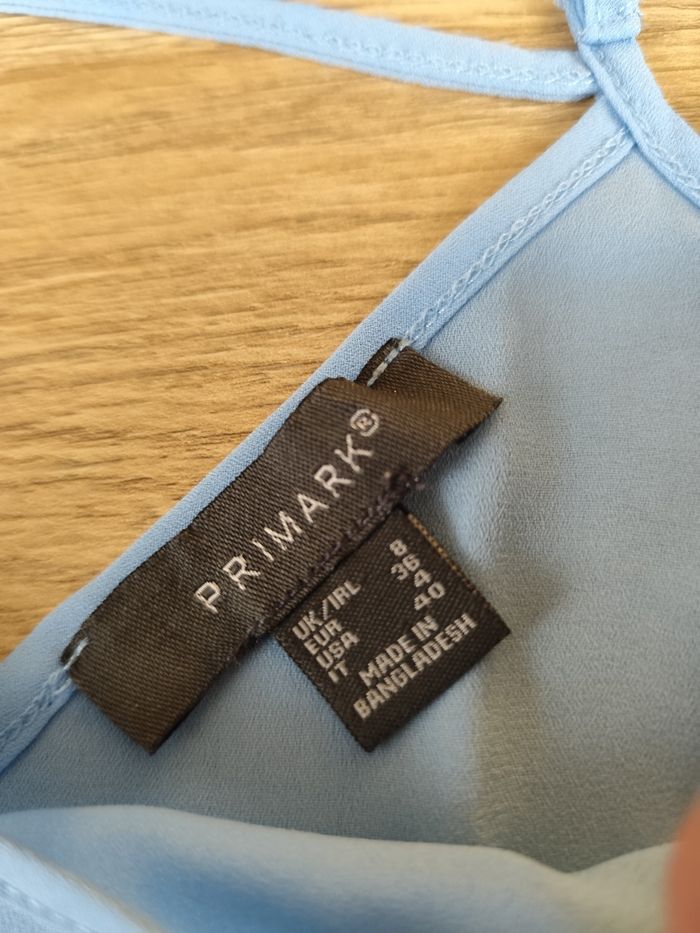 PRIMARK®
UK/IRL 8
EUR 36
USA 4
IT 40
MADE IN
BANGLADESH